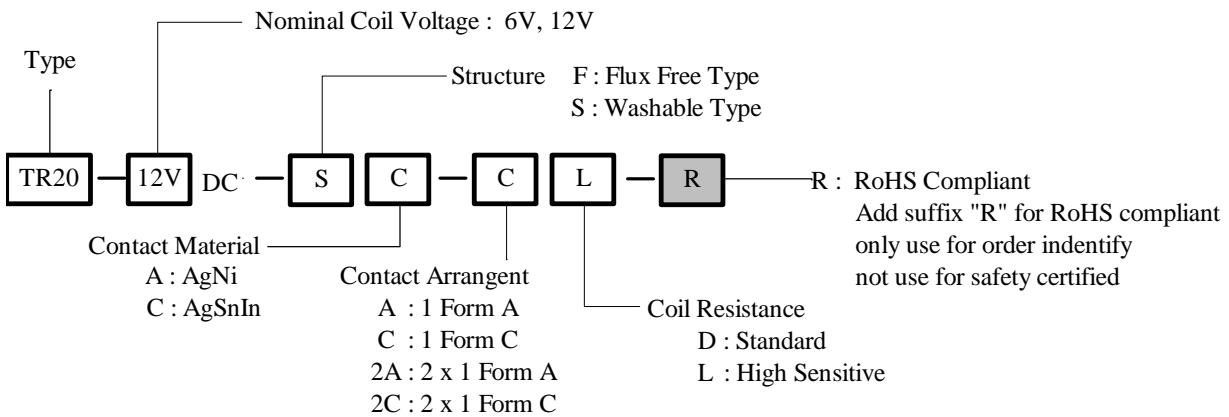 Nominal Coil Voltage : 6V, 12V
Type
Structure F : Flux Free Type
S : Washable Type
TR20 12V DC S C C L R
R : RoHS Compliant
Add suffix "R" for RoHS compliant
only use for order indentify
not use for safety certified
Contact Material
A : AgNi
C : AgSnIn
Contact Arrangent
A : 1 Form A
C : 1 Form C
2A : 2 x 1 Form A
2C : 2 x 1 Form C
Coil Resistance
D : Standard
L : High Sensitive